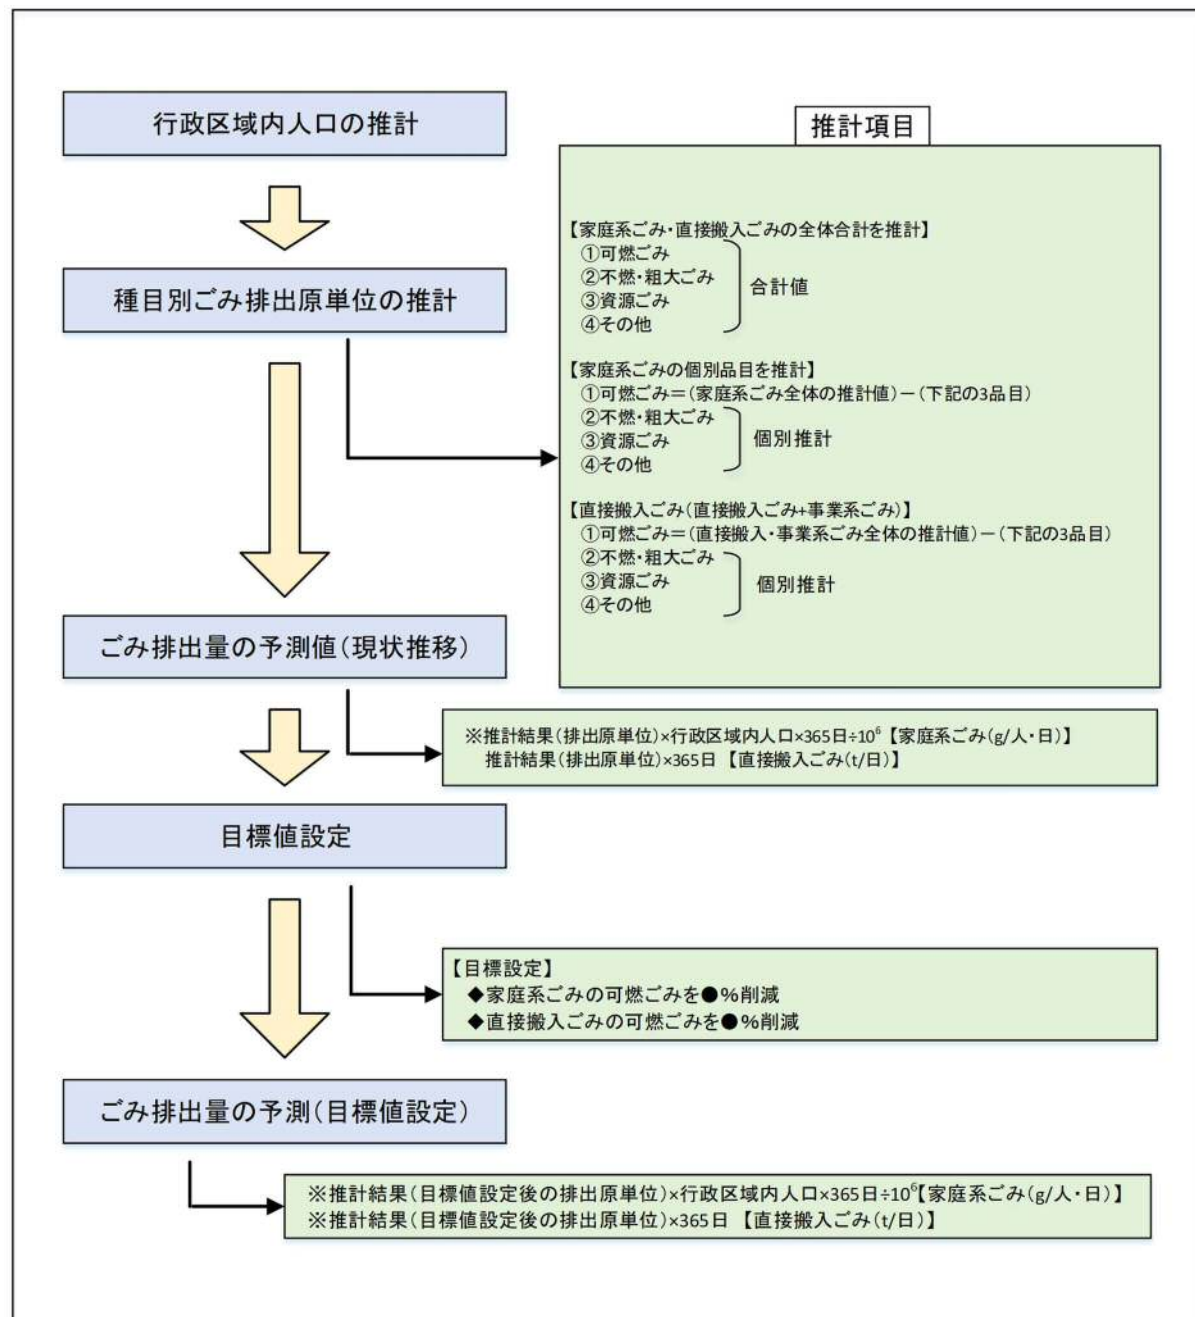 行政区域内人口の推計
種目別ごみ排出原単位の推計
推計項目
【家庭系ごみ・直接搬入ごみの全体合計を推計】
①可燃ごみ
②不燃・粗大ごみ
③資源ごみ
④その他
合計値
【家庭系ごみの個別品目を推計】
①可燃ごみ＝(家庭系ごみ全体の推計値)－(下記の3品目)
②不燃・粗大ごみ
③資源ごみ
④その他
個別推計
【直接搬入ごみ(直接搬入ごみ+事業系ごみ)】
①可燃ごみ＝(直接搬入・事業系ごみ全体の推計値)－(下記の3品目)
②不燃・粗大ごみ
③資源ごみ
④その他
個別推計
ごみ排出量の予測値(現状推移)
※推計結果(排出原単位)×行政区域内人口×365日÷10⁶【家庭系ごみ(g/人・日)】
推計結果(排出原単位)×365日【直接搬入ごみ(t/日)】
目標値設定
【目標設定】
◆家庭系ごみの可燃ごみを●%削減
◆直接搬入ごみの可燃ごみを●%削減
ごみ排出量の予測(目標値設定)
※推計結果(目標値設定後の排出原単位)×行政区域内人口×365日÷10⁶【家庭系ごみ(g/人・日)】
※推計結果(目標値設定後の排出原単位)×365日【直接搬入ごみ(t/日)】